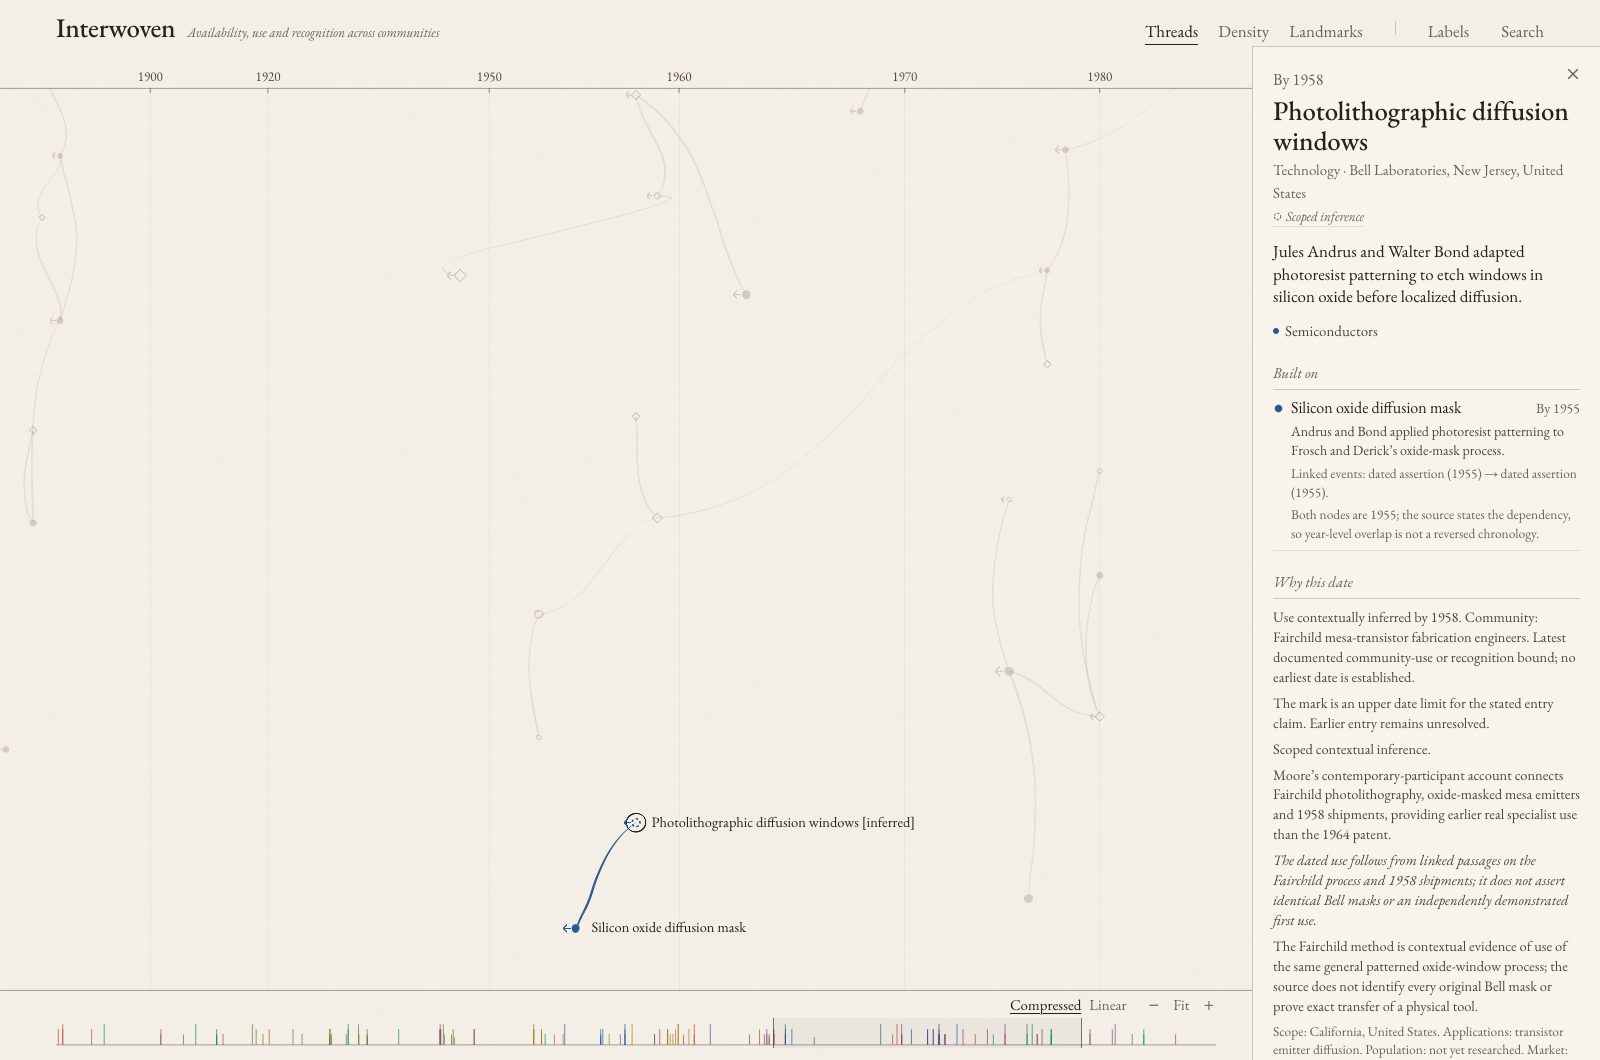 Interwoven Availability, use and recognition across communities
Threads Density Landmarks Labels Search
1900 1920 1950 1960 1970 1980
By 1958
Photolithographic diffusion
windows
Technology · Bell Laboratories, New Jersey, United
States
Scoped inference
Jules Andrus and Walter Bond adapted
photoresist patterning to etch windows in
silicon oxide before localized diffusion.
Semiconductors
Built on
Silicon oxide diffusion mask By 1955
Andrus and Bond applied photoresist patterning to
Frosch and Derick's oxide-mask process.
Linked events: dated assertion (1955) → dated assertion
(1955).
Both nodes are 1955; the source states the dependency,
so year-level overlap is not a reversed chronology.
Why this date
Use contextually inferred by 1958. Community:
Fairchild mesa-transistor fabrication engineers. Latest
documented community-use or recognition bound; no
earliest date is established.
The mark is an upper date limit for the stated entry
claim. Earlier entry remains unresolved.
Scoped contextual inference.
Moore's contemporary-participant account connects
Fairchild photolithography, oxide-masked mesa emitters
and 1958 shipments, providing earlier real specialist use
than the 1964 patent.
The dated use follows from linked passages on the
Fairchild process and 1958 shipments; it does not assert
identical Bell masks or an independently demonstrated
first use.
The Fairchild method is contextual evidence of use of
the same general patterned oxide-window process; the
source does not identify every original Bell mask or
prove exact transfer of a physical tool.
Scope: California, United States. Applications: transistor
emitter diffusion. Population: not yet researched. Market:
Photolithographic diffusion windows [inferred]
Silicon oxide diffusion mask
Compressed Linear − Fit +